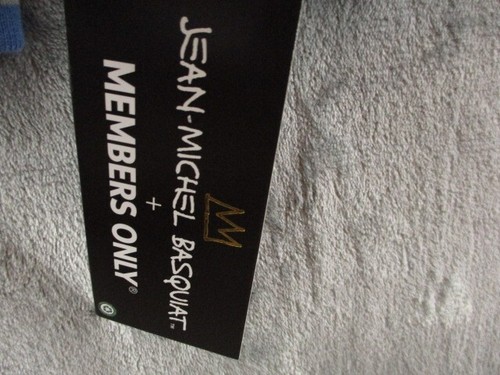 JEAN-MICHEL BASQUIAT™
+
MEMBERS ONLY®